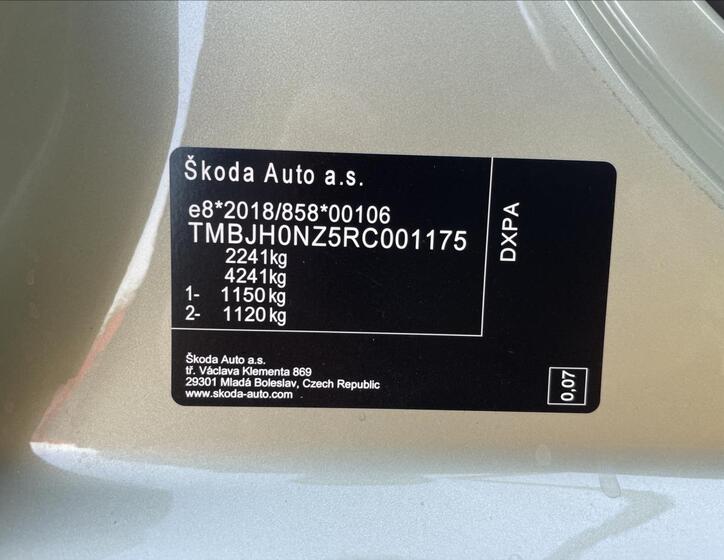 Škoda Auto a.s.
e8*2018/858*00106
TMBJH0NZ5RC001175
2241kg
4241kg
1- 1150kg
2- 1120kg
DXPA
Škoda Auto a.s.
tř. Václava Klementa 869
29301 Mladá Boleslav, Czech Republic
www.skoda-auto.com
0,07